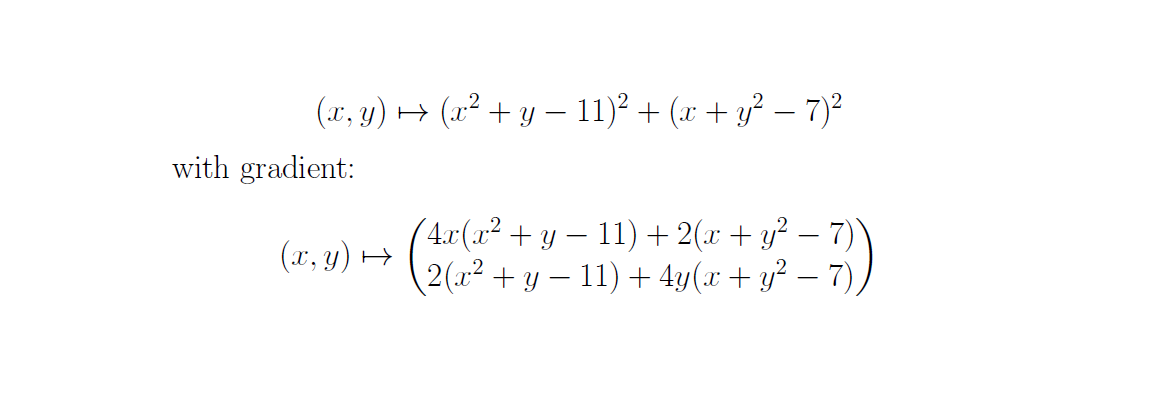 (x, y) ↦ (x² + y − 11)² + (x + y² − 7)²
with gradient:
(x, y) ↦ (4x(x² + y − 11) + 2(x + y² − 7)
2(x² + y − 11) + 4y(x + y² − 7))